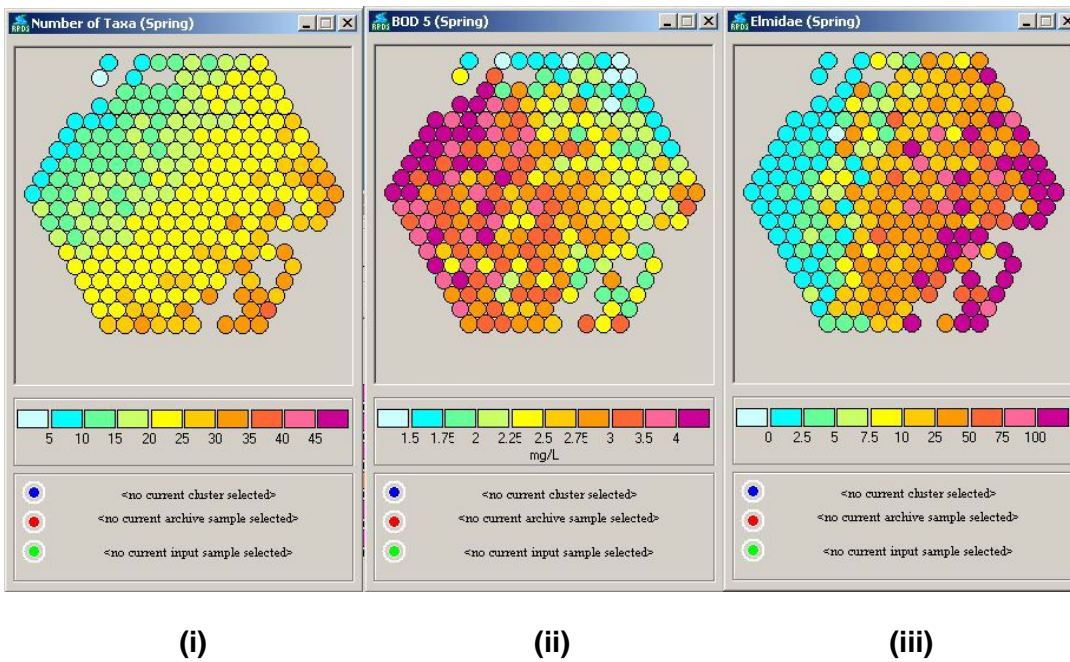 RPDS Number of Taxa (Spring)
5 10 15 20 25 30 35 40 45
<no current cluster selected>
<no current archive sample selected>
<no current input sample selected>
(i)
RPDS BOD 5 (Spring)
1.5 1.75 2 2.25 2.5 2.75 3 3.5 4
mg/L
<no current cluster selected>
<no current archive sample selected>
<no current input sample selected>
(ii)
RPDS Elmidae (Spring)
0 2.5 5 7.5 10 25 50 75 100
<no current cluster selected>
<no current archive sample selected>
<no current input sample selected>
(iii)